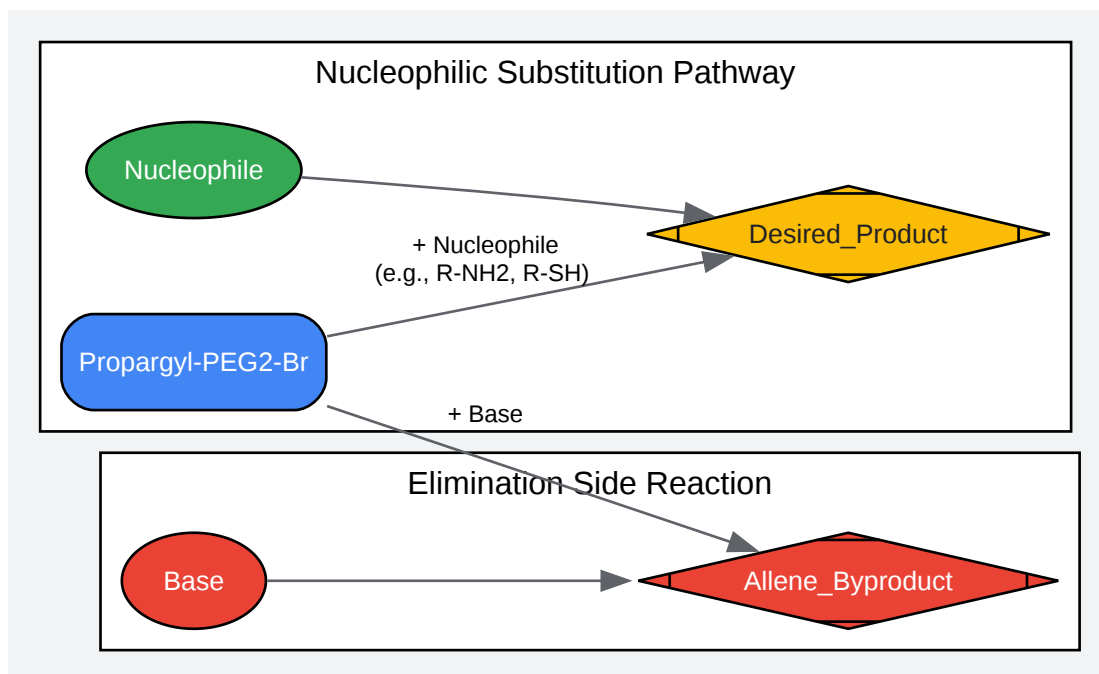 Nucleophilic Substitution Pathway
Nucleophile
Desired_Product
+ Nucleophile
(e.g., R-NH2, R-SH)
Propargyl-PEG2-Br
+ Base
Elimination Side Reaction
Base
Allene_Byproduct